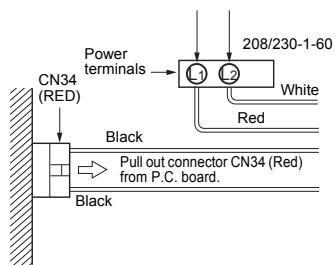 208/230-1-60
Power
terminals
L1
L2
CN34
(RED)
White
Red
Black
Pull out connector CN34 (Red)
from P.C. board.
Black